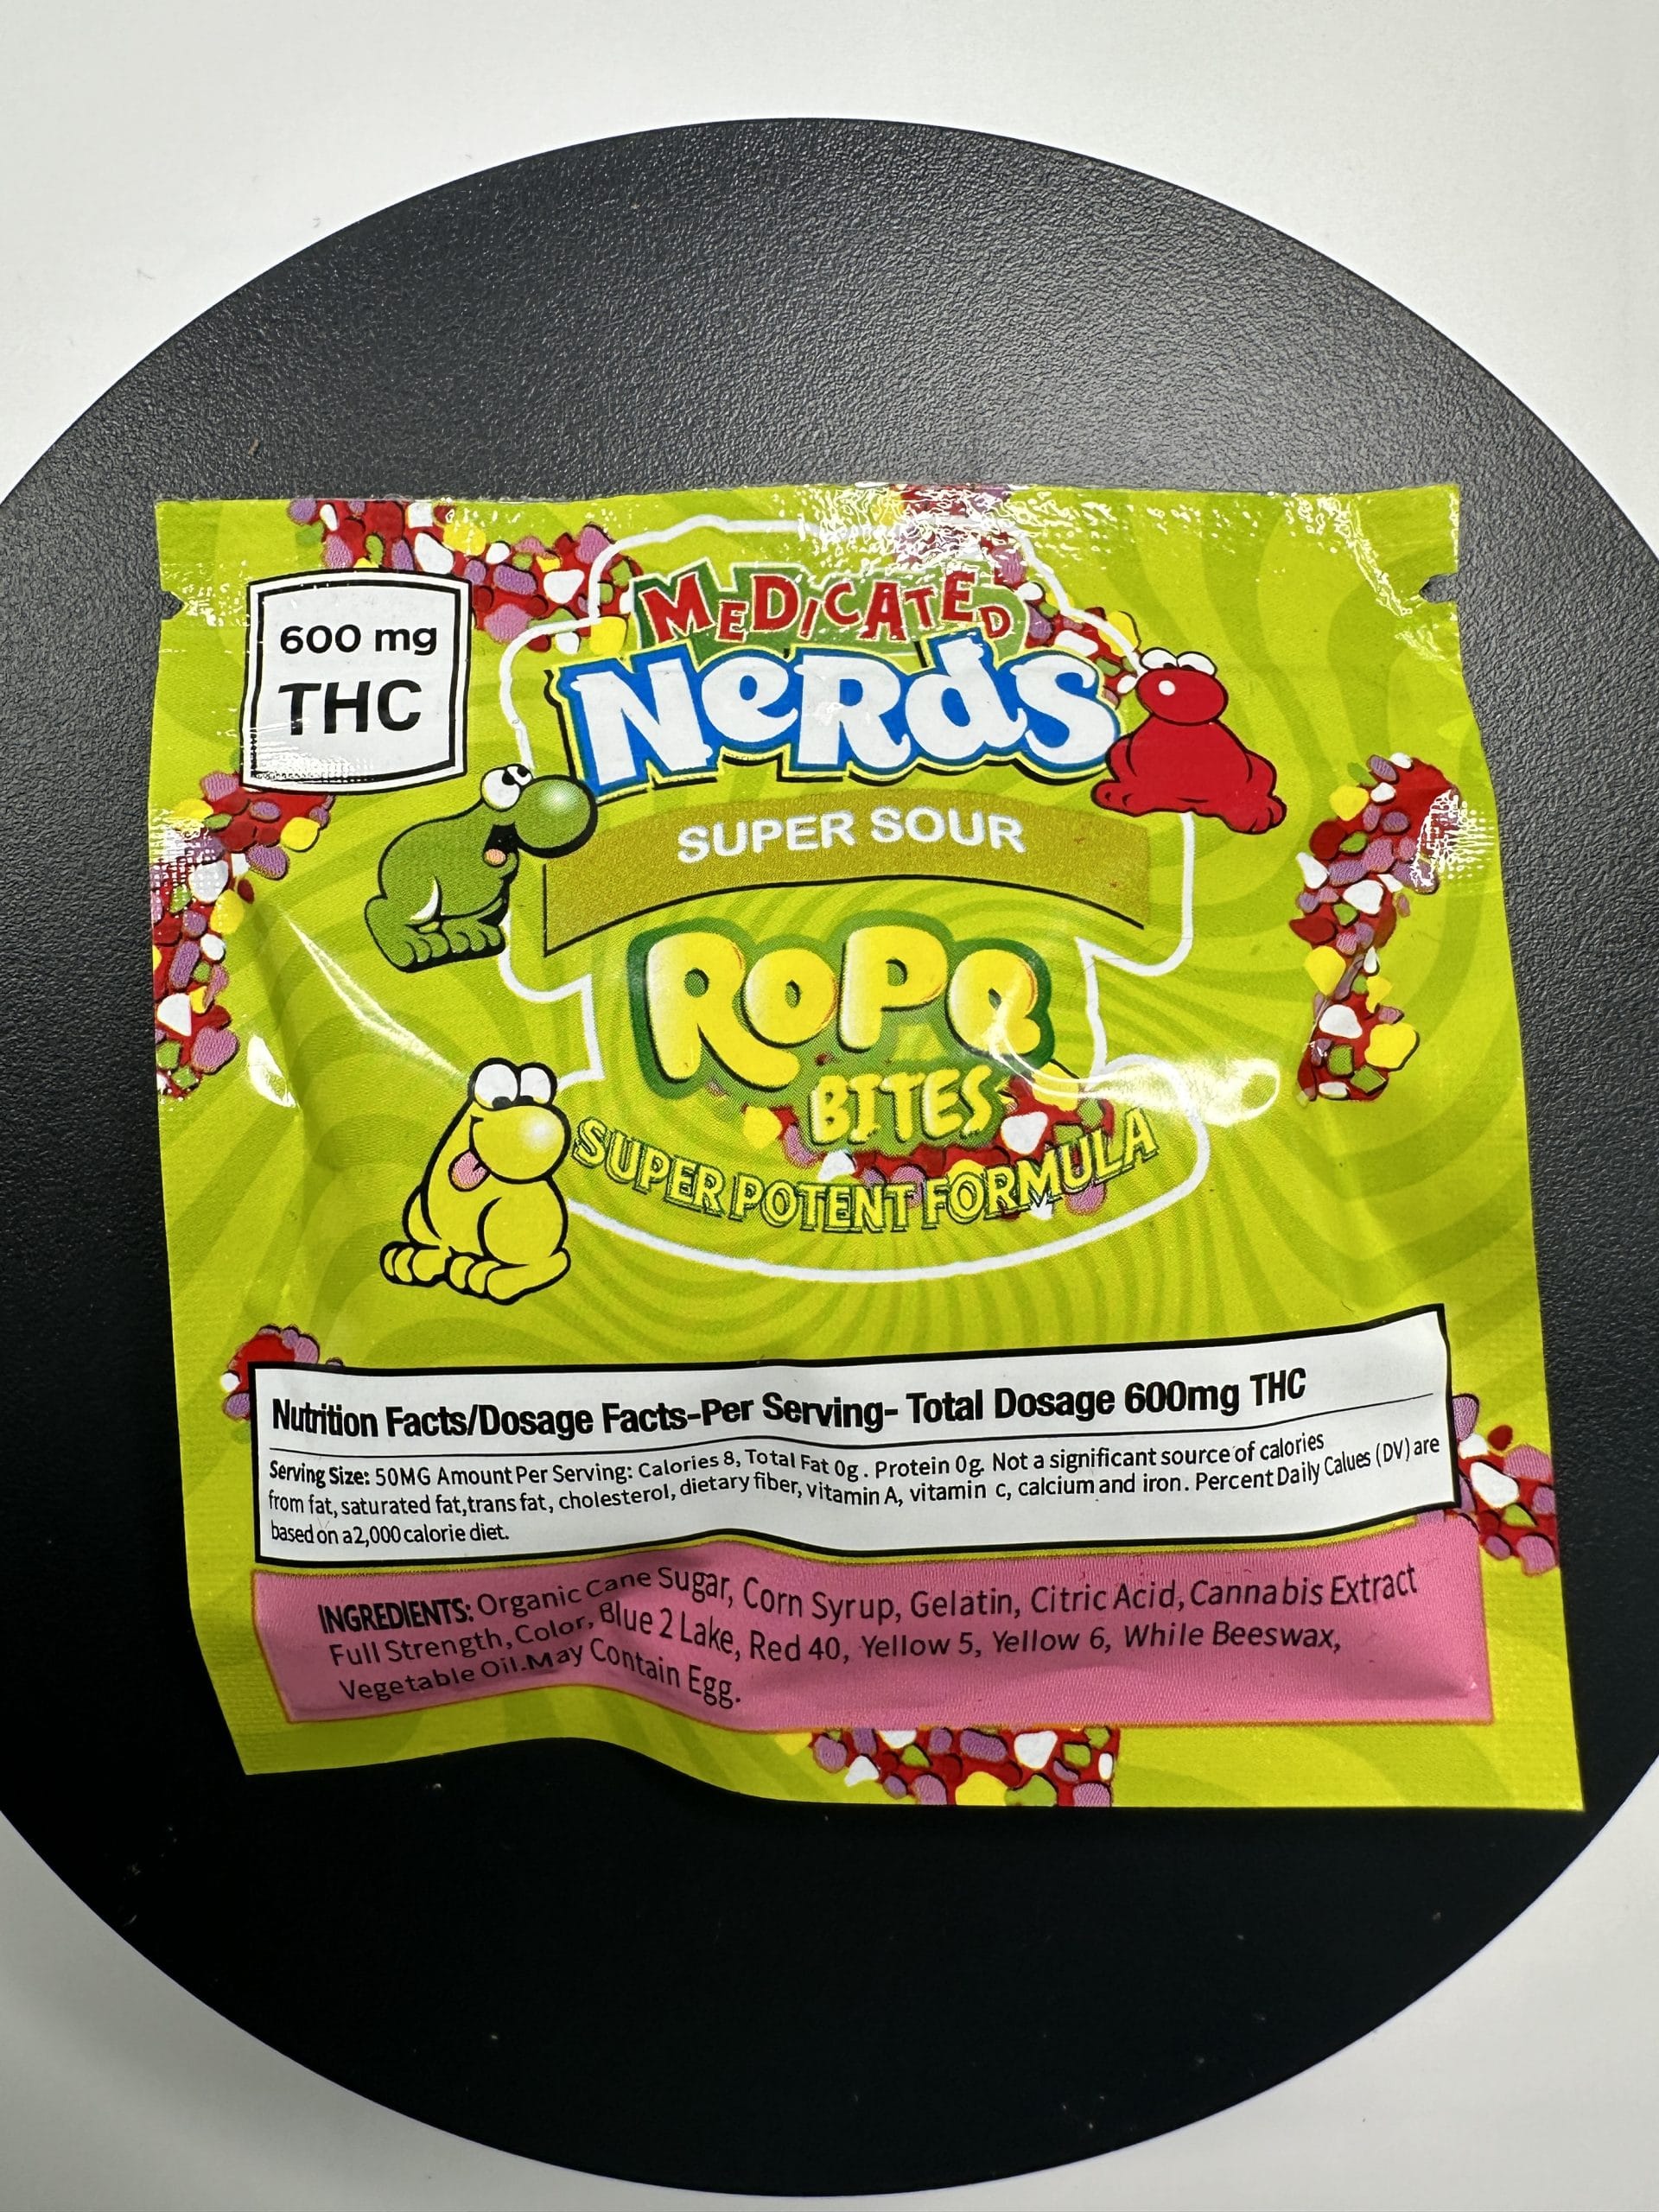 600 mg
THC
MEDICATED
NeRdS
SUPER SOUR
RoPe
BITES
SUPER POTENT FORMULA
Nutrition Facts/Dosage Facts-Per Serving- Total Dosage 600mg THC
Serving Size: 50MG Amount Per Serving: Calories 8, Total Fat 0g. Protein 0g. Not a significant source of calories
from fat, saturated fat,trans fat, cholesterol, dietary fiber, vitamin A, vitamin c, calcium and iron. Percent Daily Calues (DV) are
based on a2,000 calorie diet.
INGREDIENTS: Organic Cane Sugar, Corn Syrup, Gelatin, Citric Acid, Cannabis Extract
Full Strength, Color, Blue 2 Lake, Red 40, Yellow 5, Yellow 6, While Beeswax,
Vegetable Oil.May Contain Egg.